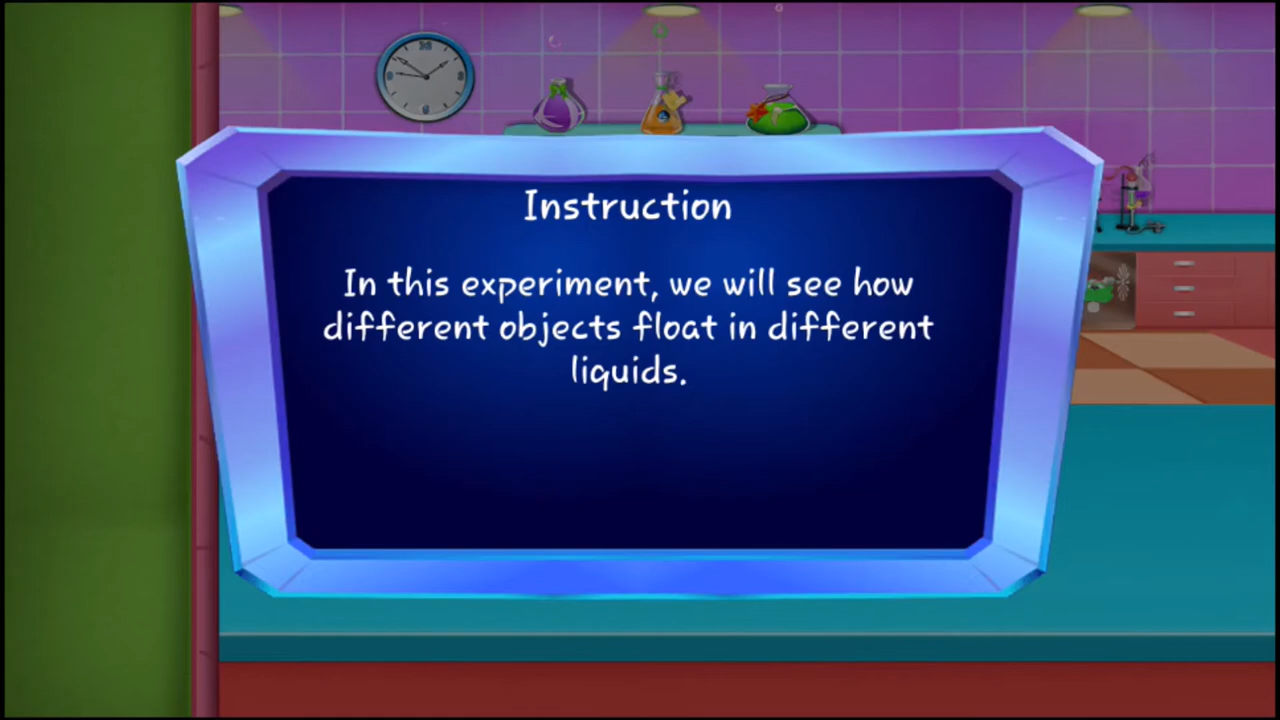 Instruction
In this experiment, we will see how
different objects float in different
liquids.